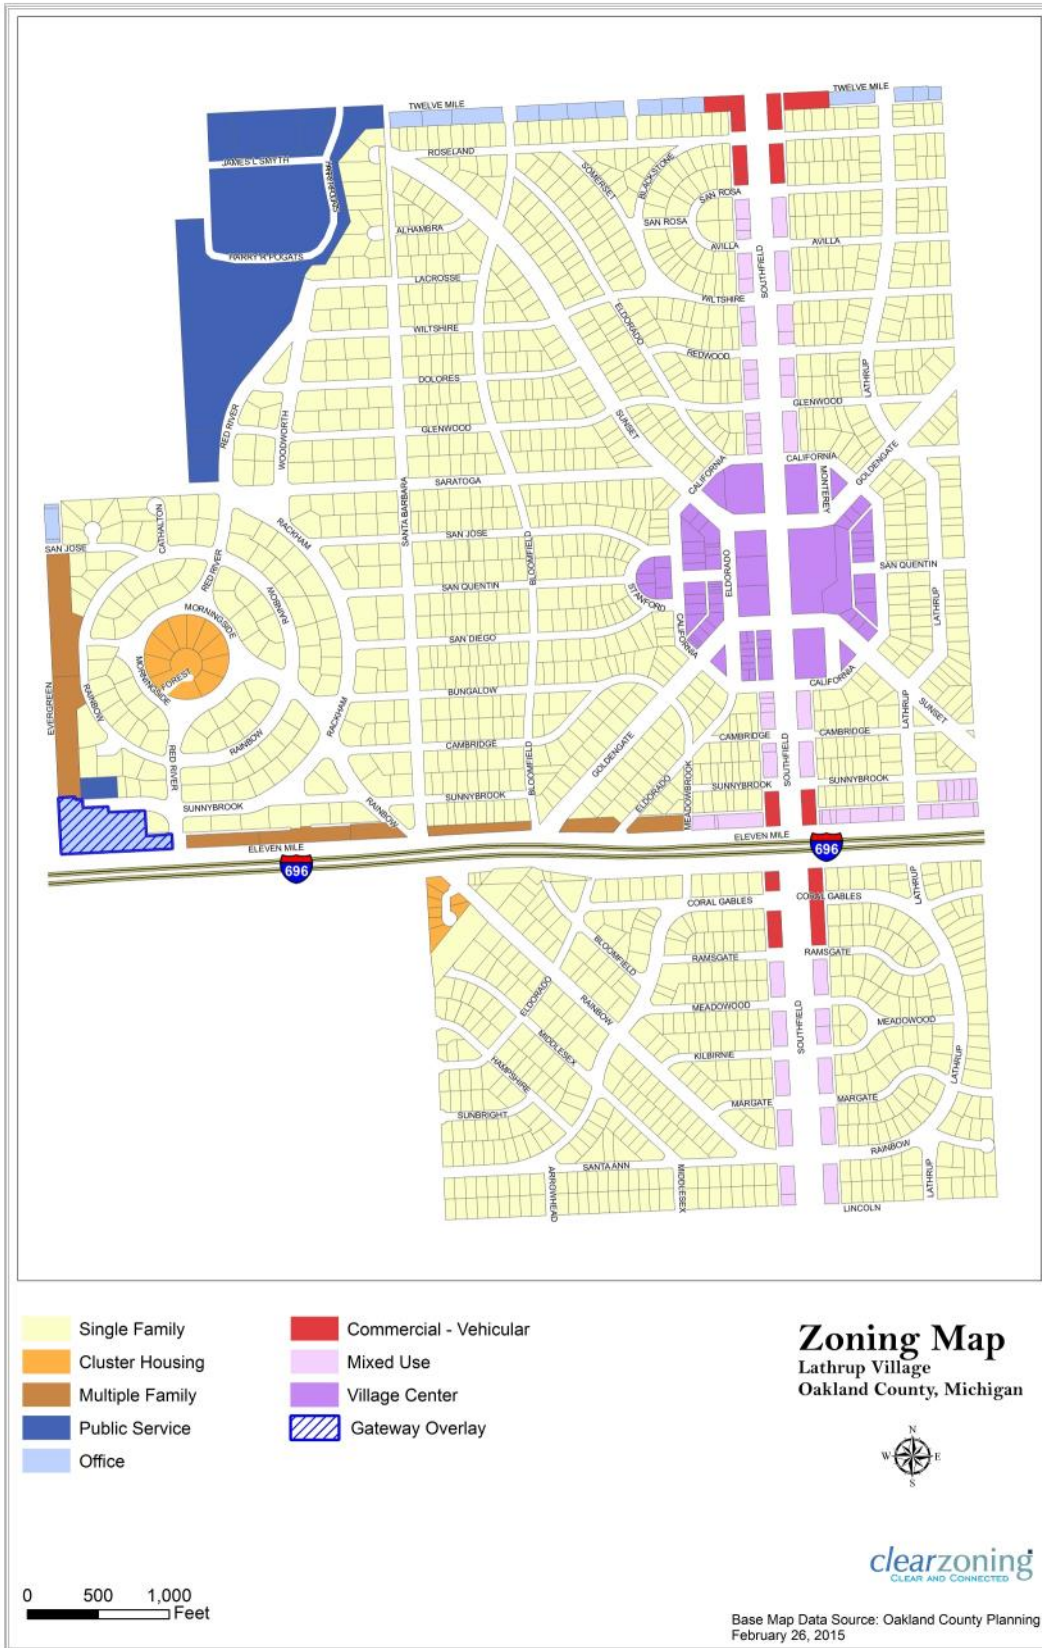 TWELVE MILE
TWELVE MILE
JAMES L SMYTH
ROSELAND
SOMERSET
BLACKSTONE
SAN ROSA
SAN ROSA
ALHAMBRA
AVILLA
AVILLA
HARRY R POGATS
SOUTHFIELD
LACROSSE
WILTSHIRE
ELDORADO
WILTSHIRE
REDWOOD
DOLORES
LATHRUP
GLENWOOD
RED RIVER
WOODWORTH
GLENWOOD
SUNSET
CALIFORNIA
CALIFORNIA
GOLDENGATE
MONTEREY
SARATOGA
SANTA BARBARA
CATHALTON
RACKHAM
SAN JOSE
SAN JOSE
BLOOMFIELD
RED RIVER
SAN QUENTIN
SAN QUENTIN
ELDORADO
RAINBOW
STANFORD
LATHRUP
MORNINGSIDE
CALIFORNIA
SAN DIEGO
MORNINGSIDE
FOREST
CALIFORNIA
EVERGREEN
RAINBOW
BUNGALOW
RACKHAM
LATHRUP
SUNSET
CAMBRIDGE
CAMBRIDGE
CAMBRIDGE
RAINBOW
GOLDENGATE
SOUTHFIELD
RED RIVER
BLOOMFIELD
ELDORADO
MEADOWBROOK
SUNNYBROOK
SUNNYBROOK
SUNNYBROOK
SUNNYBROOK
RAINBOW
ELEVEN MILE
ELEVEN MILE
696
696
CORAL GABLES
CORAL GABLES
LATHRUP
BLOOMFIELD
RAMSGATE
RAMSGATE
ELDORADO
RAINBOW
MEADOWOOD
MEADOWOOD
SOUTHFIELD
MIDDLESEX
KILBIRNIE
LATHRUP
HAMPSHIRE
MARGATE
MARGATE
SUNBRIGHT
RAINBOW
SANTA ANN
ARROWHEAD
MIDDLESEX
LATHRUP
LINCOLN
Single Family
Cluster Housing
Multiple Family
Public Service
Office
Commercial - Vehicular
Mixed Use
Village Center
Gateway Overlay
Zoning Map
Lathrup Village
Oakland County, Michigan
N
W E
S
clearzoning
CLEAR AND CONNECTED
0 500 1,000
Feet
Base Map Data Source: Oakland County Planning
February 26, 2015